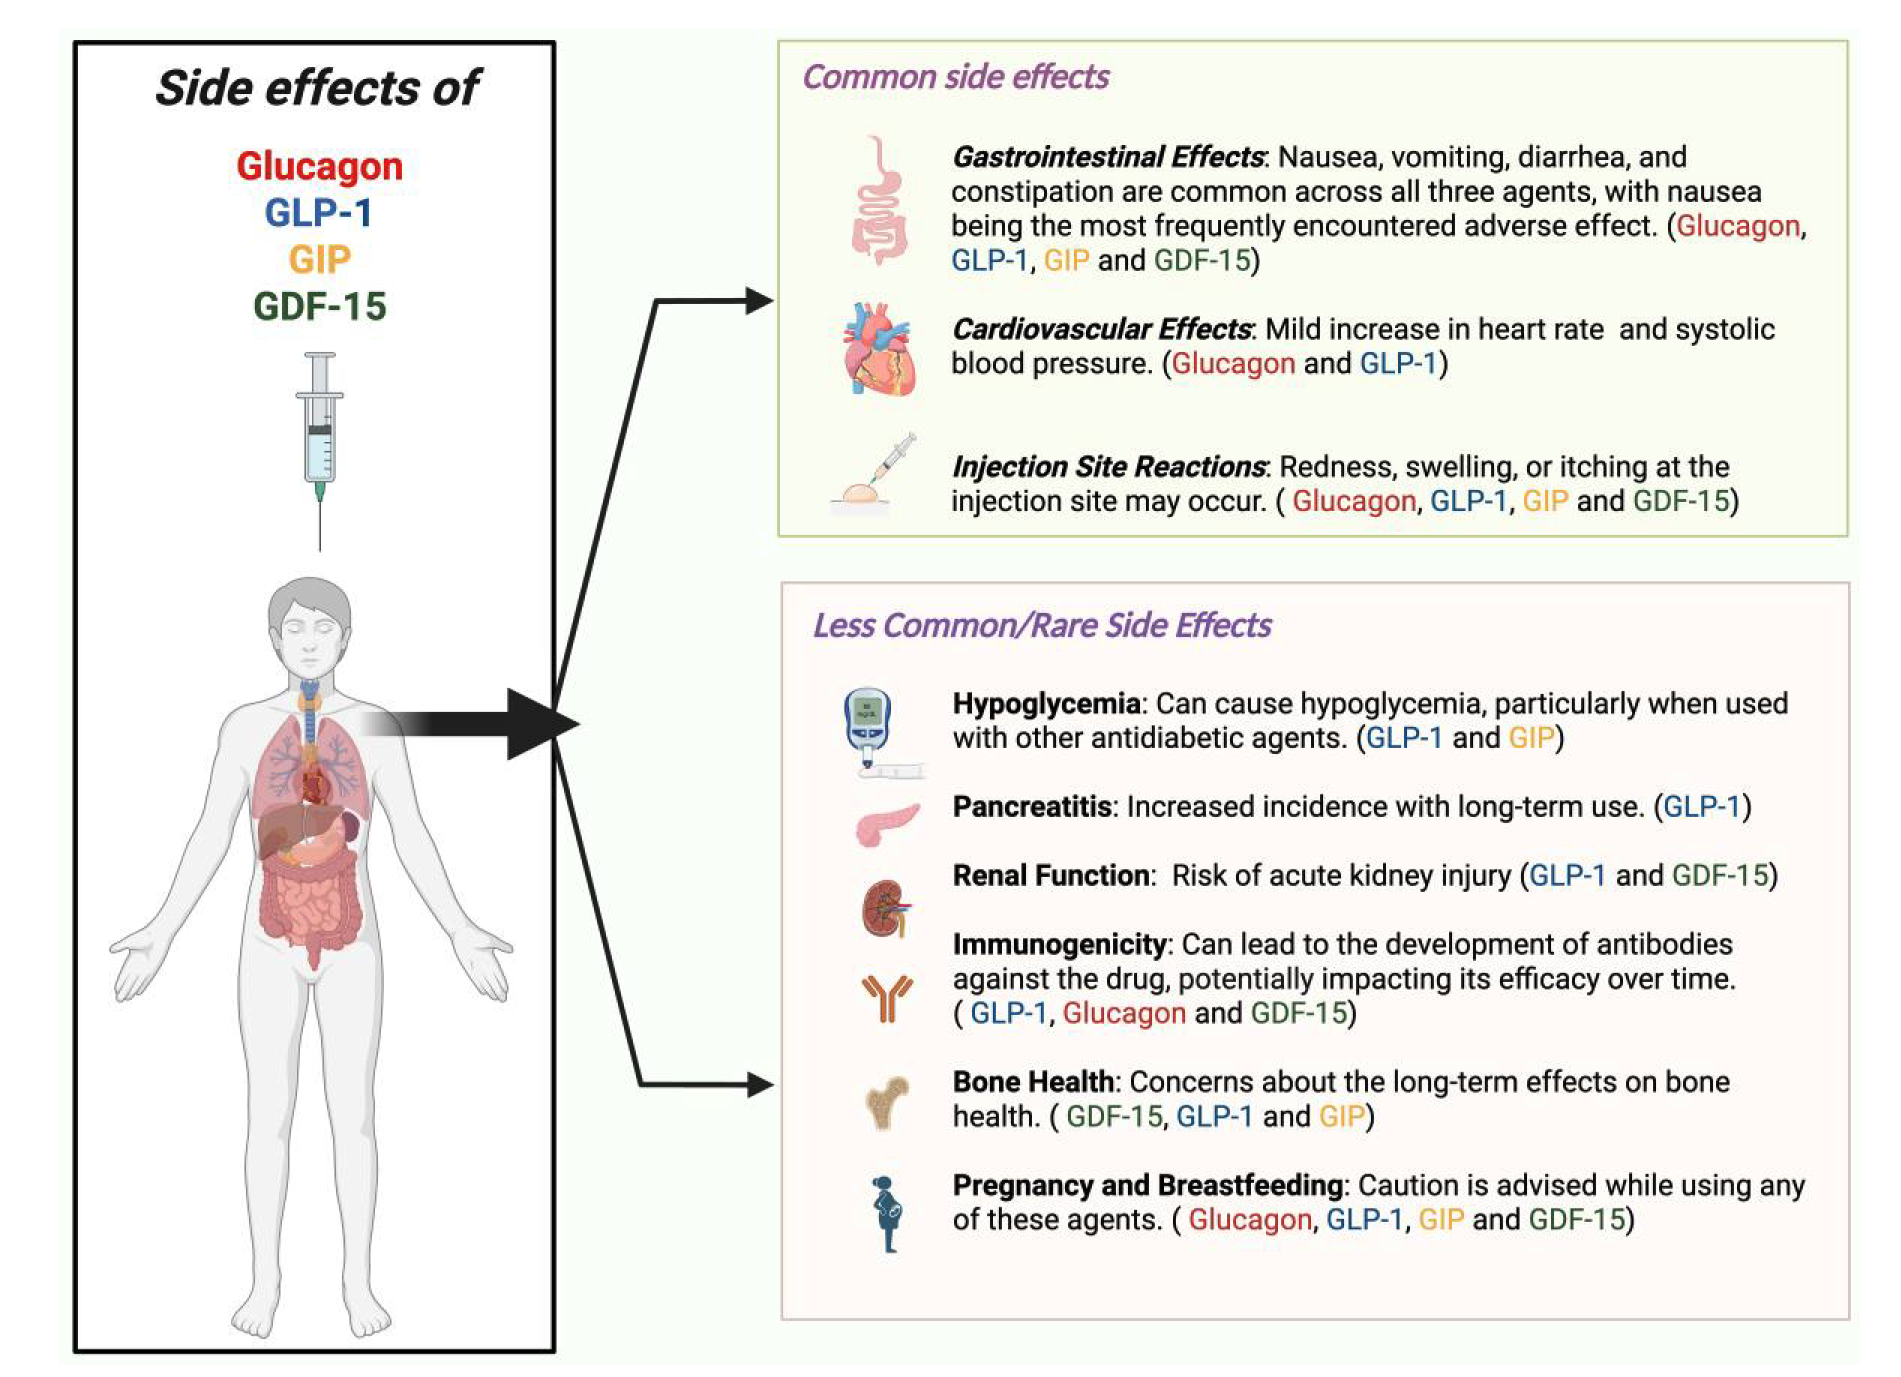 Side effects of
Glucagon
GLP-1
GIP
GDF-15
Common side effects
Gastrointestinal Effects: Nausea, vomiting, diarrhea, and
constipation are common across all three agents, with nausea
being the most frequently encountered adverse effect. (Glucagon,
GLP-1, GIP and GDF-15)
Cardiovascular Effects: Mild increase in heart rate and systolic
blood pressure. (Glucagon and GLP-1)
Injection Site Reactions: Redness, swelling, or itching at the
injection site may occur. ( Glucagon, GLP-1, GIP and GDF-15)
Less Common/Rare Side Effects
Hypoglycemia: Can cause hypoglycemia, particularly when used
with other antidiabetic agents. (GLP-1 and GIP)
Pancreatitis: Increased incidence with long-term use. (GLP-1)
Renal Function: Risk of acute kidney injury (GLP-1 and GDF-15)
Immunogenicity: Can lead to the development of antibodies
against the drug, potentially impacting its efficacy over time.
( GLP-1, Glucagon and GDF-15)
Bone Health: Concerns about the long-term effects on bone
health. ( GDF-15, GLP-1 and GIP)
Pregnancy and Breastfeeding: Caution is advised while using any
of these agents. ( Glucagon, GLP-1, GIP and GDF-15)